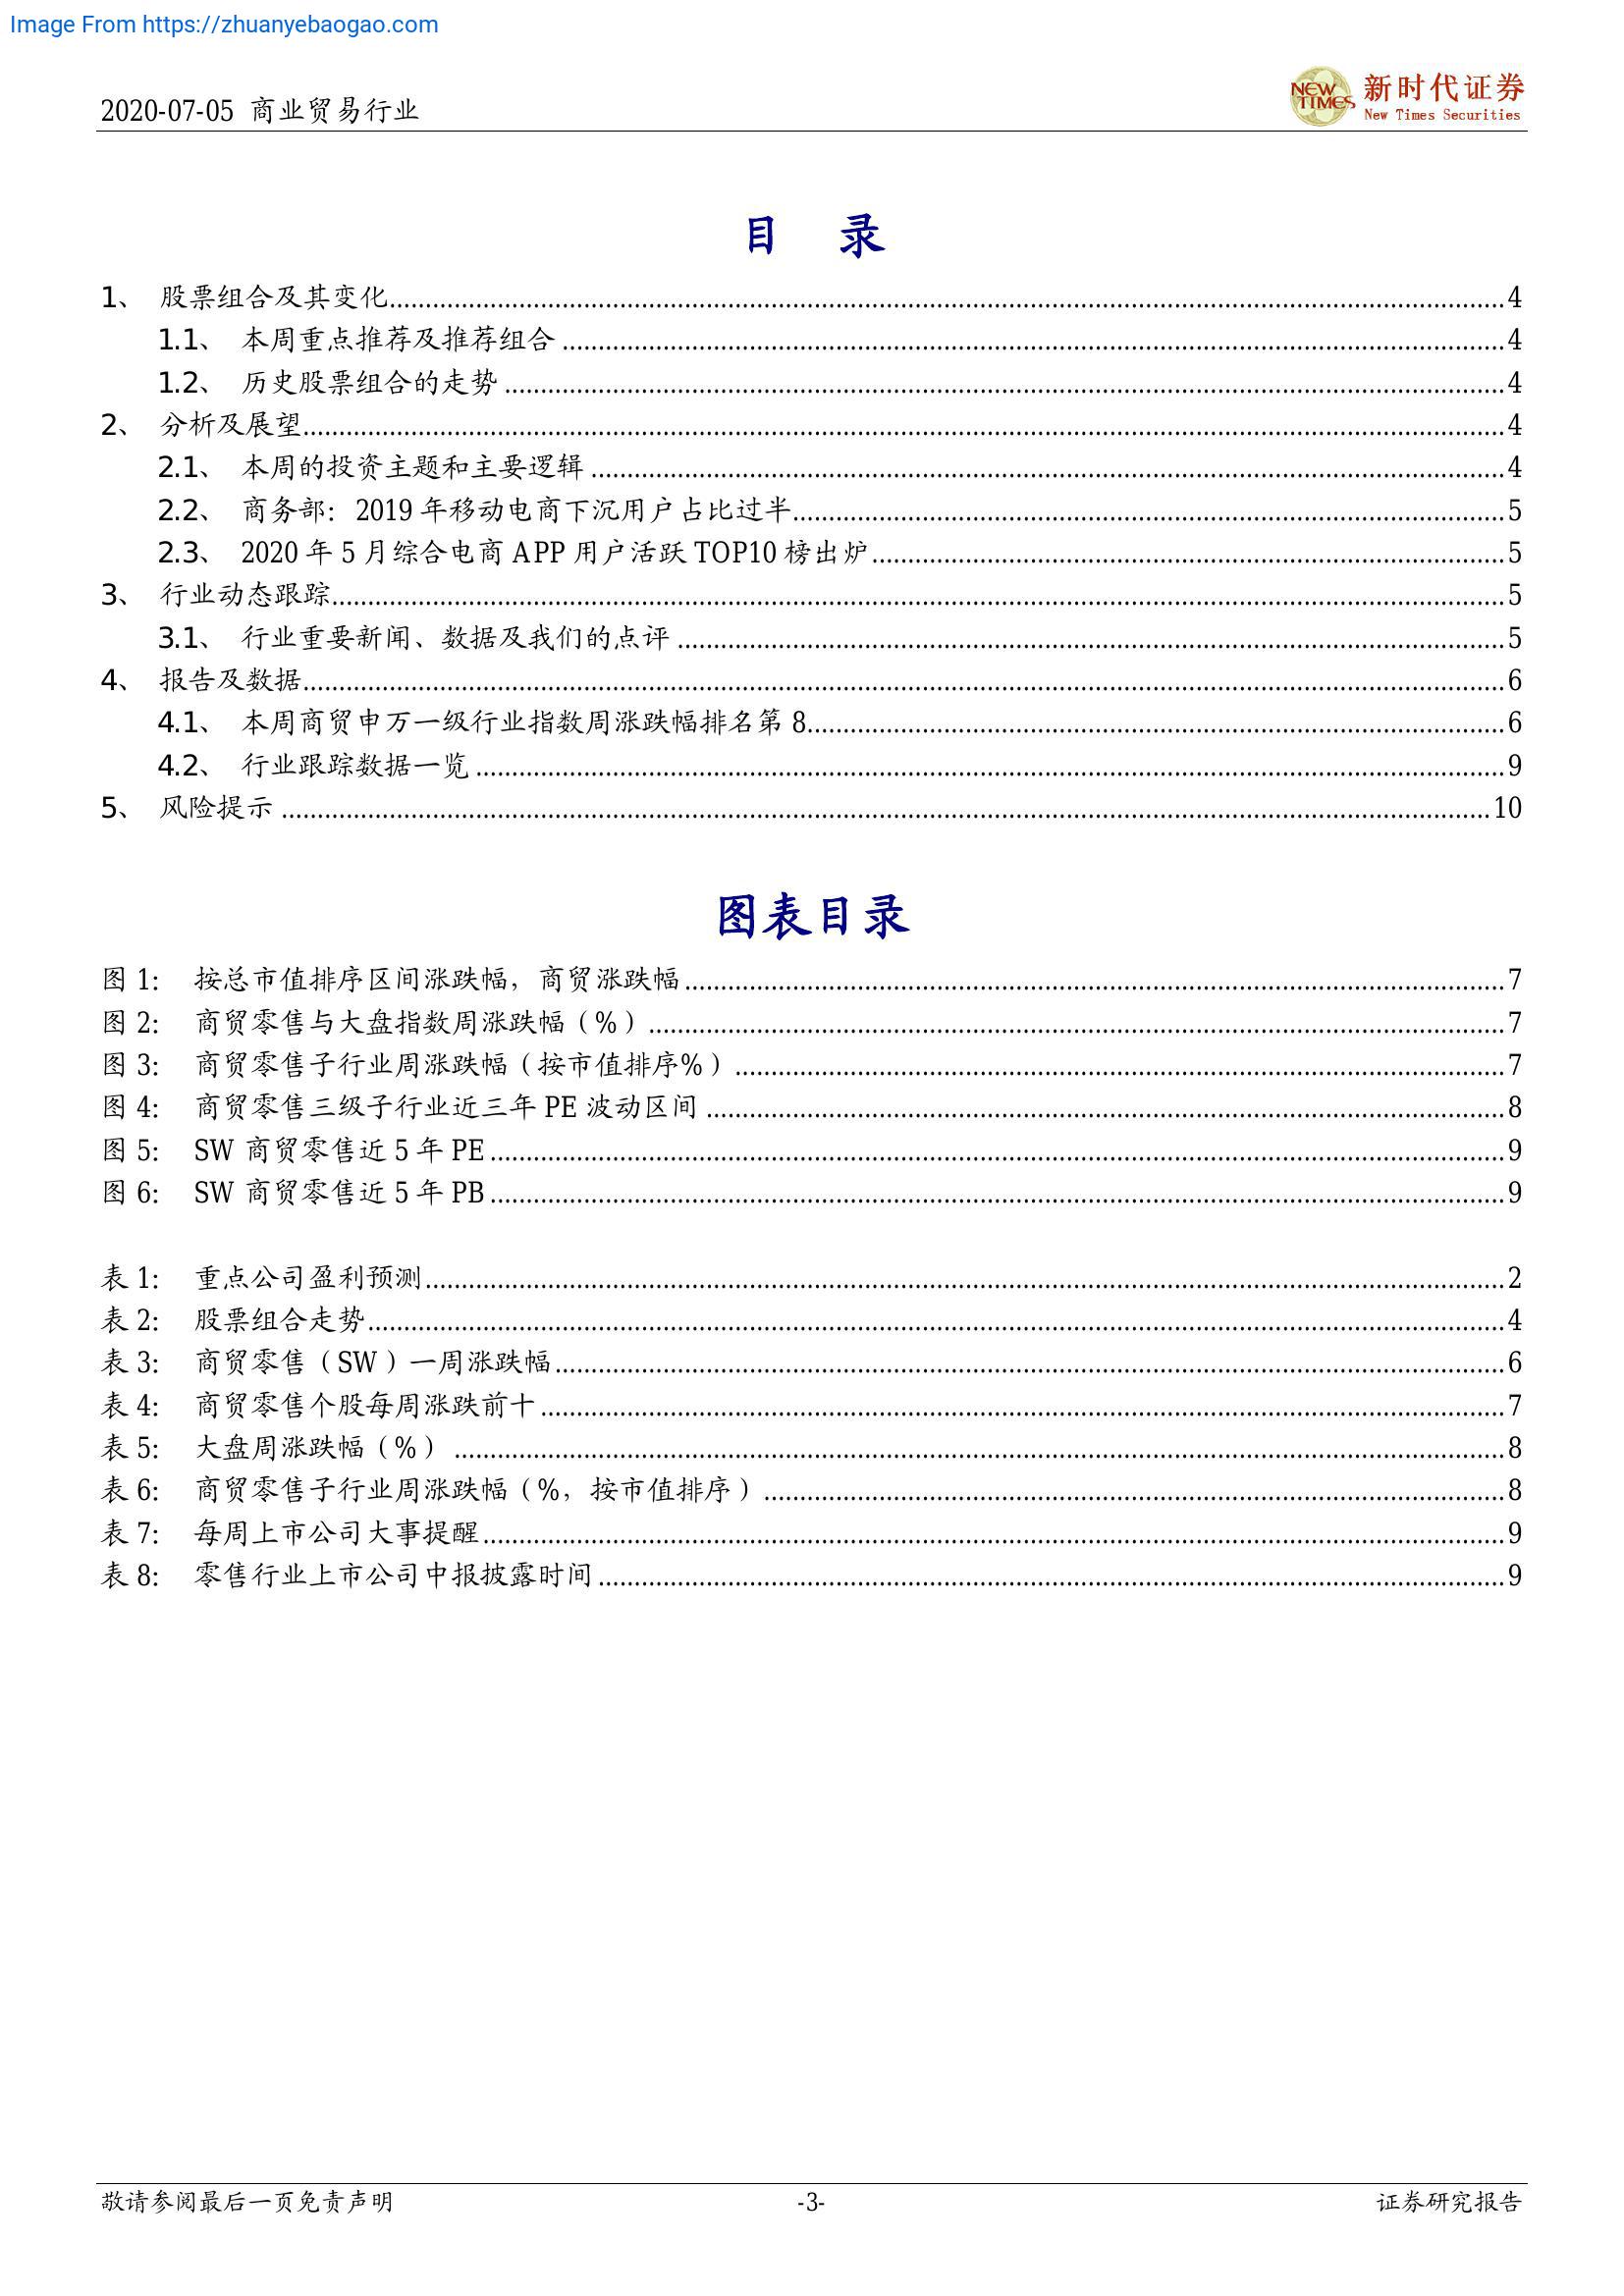 Image From https://zhuanyebaogao.com
2020-07-05 商业贸易行业
NEW TIMES 新时代证券
New Times Securities
目 录
1、 股票组合及其变化 4
1.1、 本周重点推荐及推荐组合 4
1.2、 历史股票组合的走势 4
2、 分析及展望 4
2.1、 本周的投资主题和主要逻辑 4
2.2、 商务部：2019 年移动电商下沉用户占比过半 5
2.3、 2020 年 5 月综合电商 APP 用户活跃 TOP10 榜出炉 5
3、 行业动态跟踪 5
3.1、 行业重要新闻、数据及我们的点评 5
4、 报告及数据 6
4.1、 本周商贸申万一级行业指数周涨跌幅排名第 8 6
4.2、 行业跟踪数据一览 9
5、 风险提示 10
图表目录
图 1： 按总市值排序区间涨跌幅，商贸涨跌幅 7
图 2： 商贸零售与大盘指数周涨跌幅（%） 7
图 3： 商贸零售子行业周涨跌幅（按市值排序%） 7
图 4： 商贸零售三级子行业近三年 PE 波动区间 8
图 5： SW 商贸零售近 5 年 PE 9
图 6： SW 商贸零售近 5 年 PB 9
表 1： 重点公司盈利预测 2
表 2： 股票组合走势 4
表 3： 商贸零售（SW）一周涨跌幅 6
表 4： 商贸零售个股每周涨跌前十 7
表 5： 大盘周涨跌幅（%） 8
表 6： 商贸零售子行业周涨跌幅（%，按市值排序） 8
表 7： 每周上市公司大事提醒 9
表 8： 零售行业上市公司中报披露时间 9
敬请参阅最后一页免责声明 -3- 证券研究报告